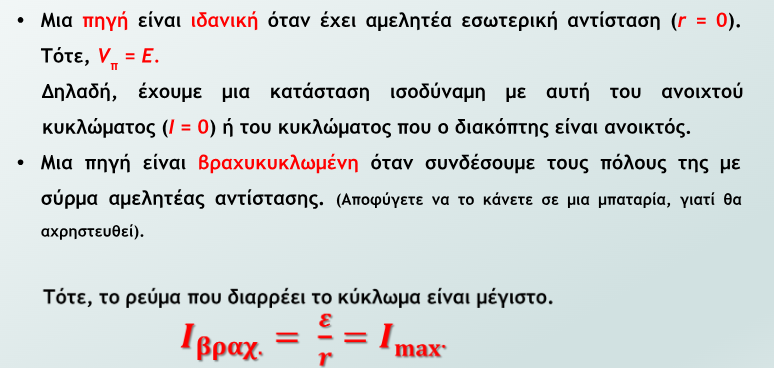 • Μια πηγή είναι ιδανική όταν έχει αμελητέα εσωτερική αντίσταση (r = 0).
Τότε, Vπ = E.
Δηλαδή, έχουμε μια κατάσταση ισοδύναμη με αυτή του ανοιχτού
κυκλώματος (I = 0) ή του κυκλώματος που ο διακόπτης είναι ανοικτός.
• Μια πηγή είναι βραχυκυκλωμένη όταν συνδέσουμε τους πόλους της με
σύρμα αμελητέας αντίστασης. (Αποφύγετε να το κάνετε σε μια μπαταρία, γιατί θα
αχρηστευθεί).
Τότε, το ρεύμα που διαρρέει το κύκλωμα είναι μέγιστο.
Iβραχ. = ε/r = Imax.